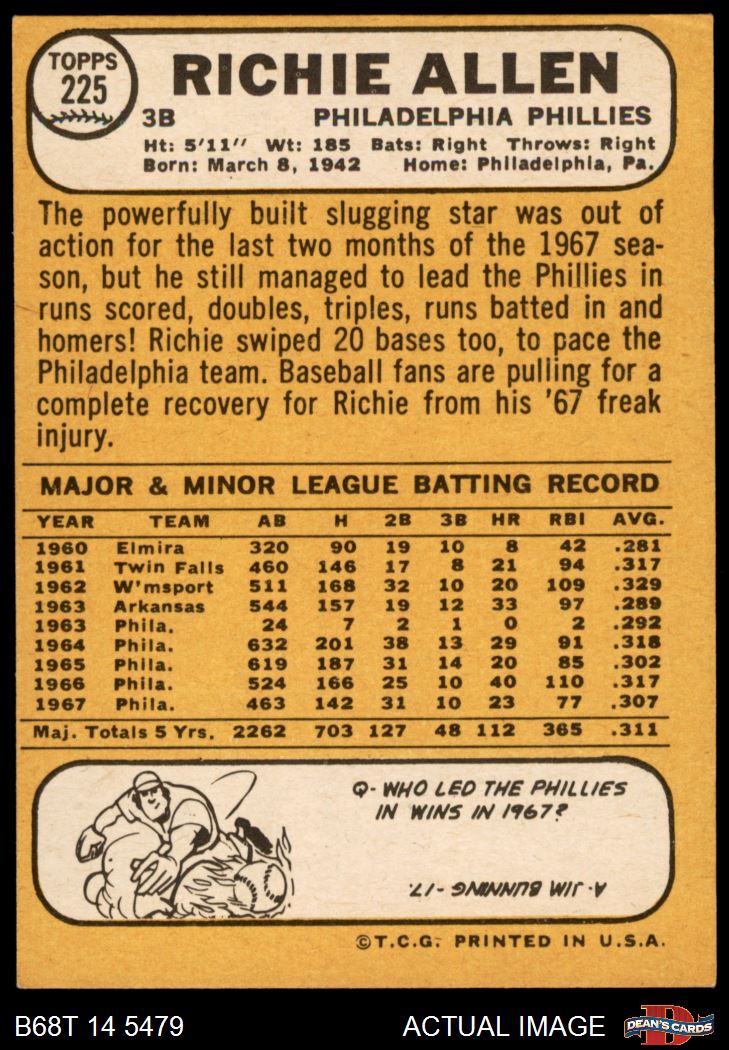 TOPPS
225
RICHIE ALLEN
3B PHILADELPHIA PHILLIES
Ht: 5'11" Wt: 185 Bats: Right Throws: Right
Born: March 8, 1942 Home: Philadelphia, Pa.
The powerfully built slugging star was out of
action for the last two months of the 1967 sea-
son, but he still managed to lead the Phillies in
runs scored, doubles, triples, runs batted in and
homers! Richie swiped 20 bases too, to pace the
Philadelphia team. Baseball fans are pulling for a
complete recovery for Richie from his '67 freak
injury.
MAJOR & MINOR LEAGUE BATTING RECORD
YEAR TEAM AB H 2B 3B HR RBI AVG.
1960 Elmira 320 90 19 10 8 42 .281
1961 Twin Falls 460 146 17 8 21 94 .317
1962 W'msport 511 168 32 10 20 109 .329
1963 Arkansas 544 157 19 12 33 97 .289
1963 Phila. 24 7 2 1 0 2 .292
1964 Phila. 632 201 38 13 29 91 .318
1965 Phila. 619 187 31 14 20 85 .302
1966 Phila. 524 166 25 10 40 110 .317
1967 Phila. 463 142 31 10 23 77 .307
Maj. Totals 5 Yrs. 2262 703 127 48 112 365 .311
Q- WHO LED THE PHILLIES
IN WINS IN 1967?
A. JIM BUNNING -17.
©T.C.G. PRINTED IN U.S.A.
B68T 14 5479 ACTUAL IMAGE D DEAN'S CARDS